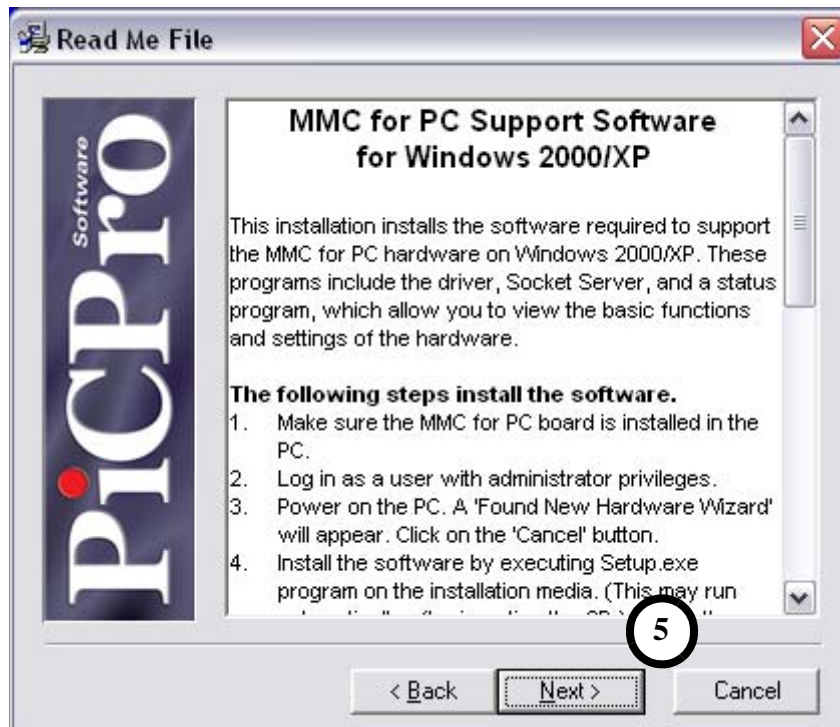 Read Me File
Software
PiCPro
MMC for PC Support Software
for Windows 2000/XP
This installation installs the software required to support
the MMC for PC hardware on Windows 2000/XP. These
programs include the driver, Socket Server, and a status
program, which allow you to view the basic functions
and settings of the hardware.
The following steps install the software.
1. Make sure the MMC for PC board is installed in the
PC.
2. Log in as a user with administrator privileges.
3. Power on the PC. A 'Found New Hardware Wizard'
will appear. Click on the 'Cancel' button.
4. Install the software by executing Setup.exe
program on the installation media. (This may run
5
< Back
Next >
Cancel